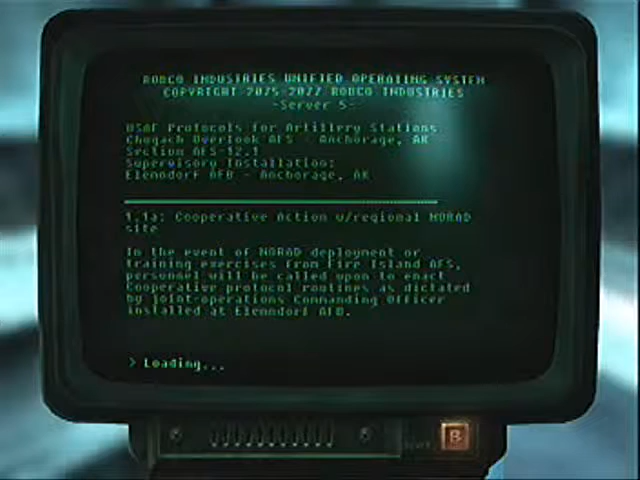 ROBCO INDUSTRIES UNIFIED OPERATING SYSTEM
COPYRIGHT 2075-2077 ROBCO INDUSTRIES
-Server 5-
USAF Protocols for Artillery Stations
Chugach Overlook AFS - Anchorage, AK
Section AFS-12.1
Supervisory Installation:
Elenndorf AFB - Anchorage, AK
1.1a: Cooperative Action w/regional NORAD
site
In the event of NORAD deployment or
training exercises from Fire Island AFS,
personnel will be called upon to enact
Cooperative protocol routines as dictated
by joint-operations Commanding Officer
installed at Elenndorf AFB.
> Loading...
B